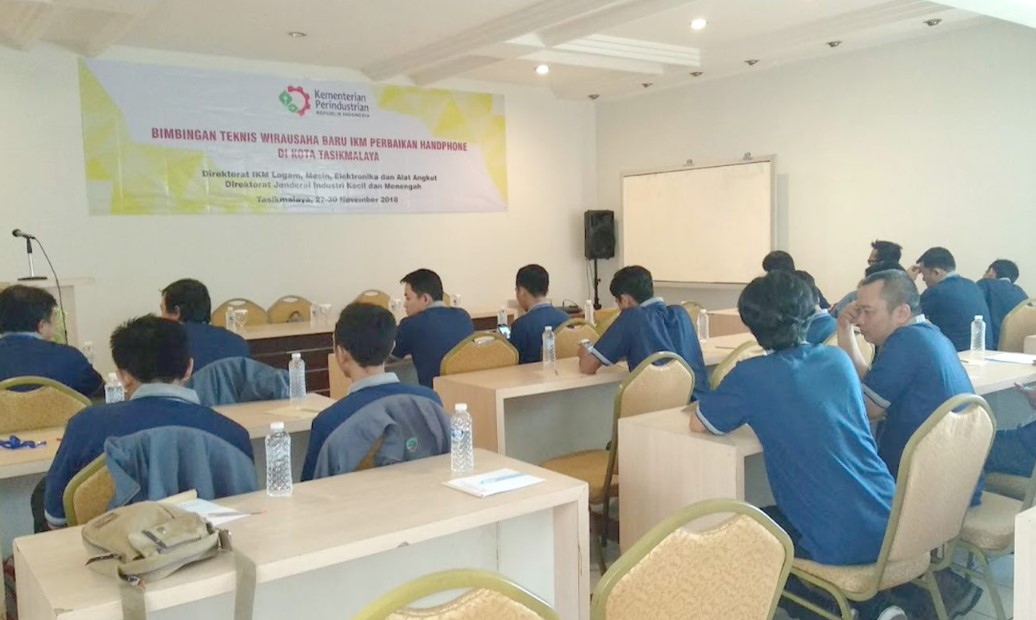 Kementerian
Perindustrian
REPUBLIK INDONESIA
BIMBINGAN TEKNIS WIRAUSAHA BARU IKM PERBAIKAN HANDPHONE
DI KOTA TASIKMALAYA
Direktorat IKM Logam, Mesin, Elektronika dan Alat Angkut
Direktorat Jenderal Industri Kecil dan Menengah
Tasikmalaya, 27-30 November 2018